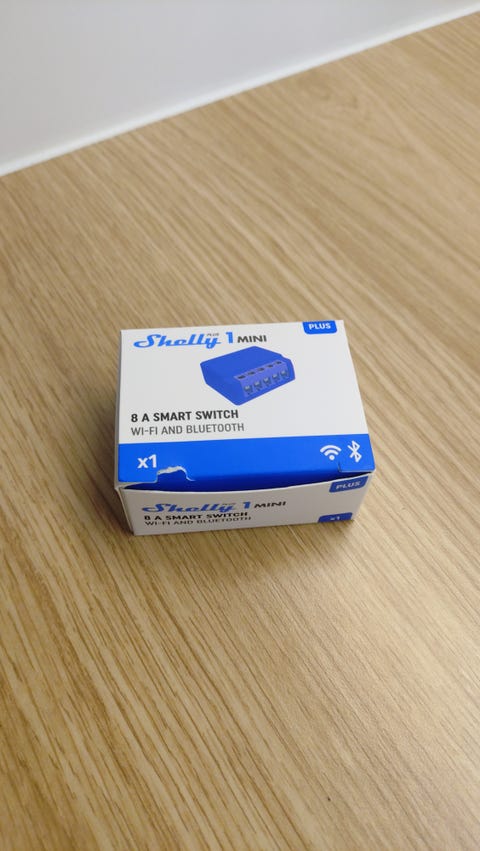 PLUS
Shelly PLUS 1 MINI
8 A SMART SWITCH
WI-FI AND BLUETOOTH
x1
PLUS
Shelly 1 MINI
8 A SMART SWITCH
WI-FI AND BLUETOOTH
x1